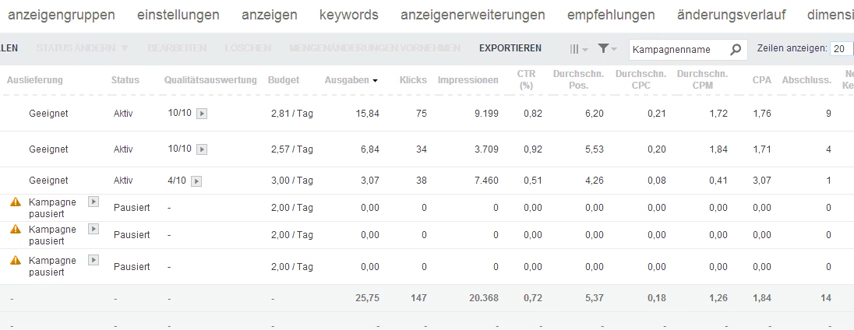 anzeigengruppen einstellungen anzeigen keywords anzeigenerweiterungen empfehlungen änderungsverlauf dimensi
LLEN STATUS ÄNDERN BEARBEITEN LÖSCHEN MENGENÄNDERUNGEN VORNEHMEN EXPORTIEREN Kampagnenname Zeilen anzeigen: 20
Auslieferung Status Qualitätsauswertung Budget Ausgaben Klicks Impressionen CTR (%) Durchschn. Pos. Durchschn. CPC Durchschn. CPM CPA Abschluss. Ne Ke
Geeignet Aktiv 10/10 2,81 / Tag 15,84 75 9.199 0,82 6,20 0,21 1,72 1,76 9
Geeignet Aktiv 10/10 2,57 / Tag 6,84 34 3.709 0,92 5,53 0,20 1,84 1,71 4
Geeignet Aktiv 4/10 3,00 / Tag 3,07 38 7.460 0,51 4,26 0,08 0,41 3,07 1
Kampagne pausiert Pausiert - 2,00 / Tag 0,00 0 0 0,00 0,00 0,00 0,00 0,00 0
Kampagne pausiert Pausiert - 2,00 / Tag 0,00 0 0 0,00 0,00 0,00 0,00 0,00 0
Kampagne pausiert Pausiert - 2,00 / Tag 0,00 0 0 0,00 0,00 0,00 0,00 0,00 0
- - - - 25,75 147 20.368 0,72 5,37 0,18 1,26 1,84 14
- - - - - - - - - - - - -